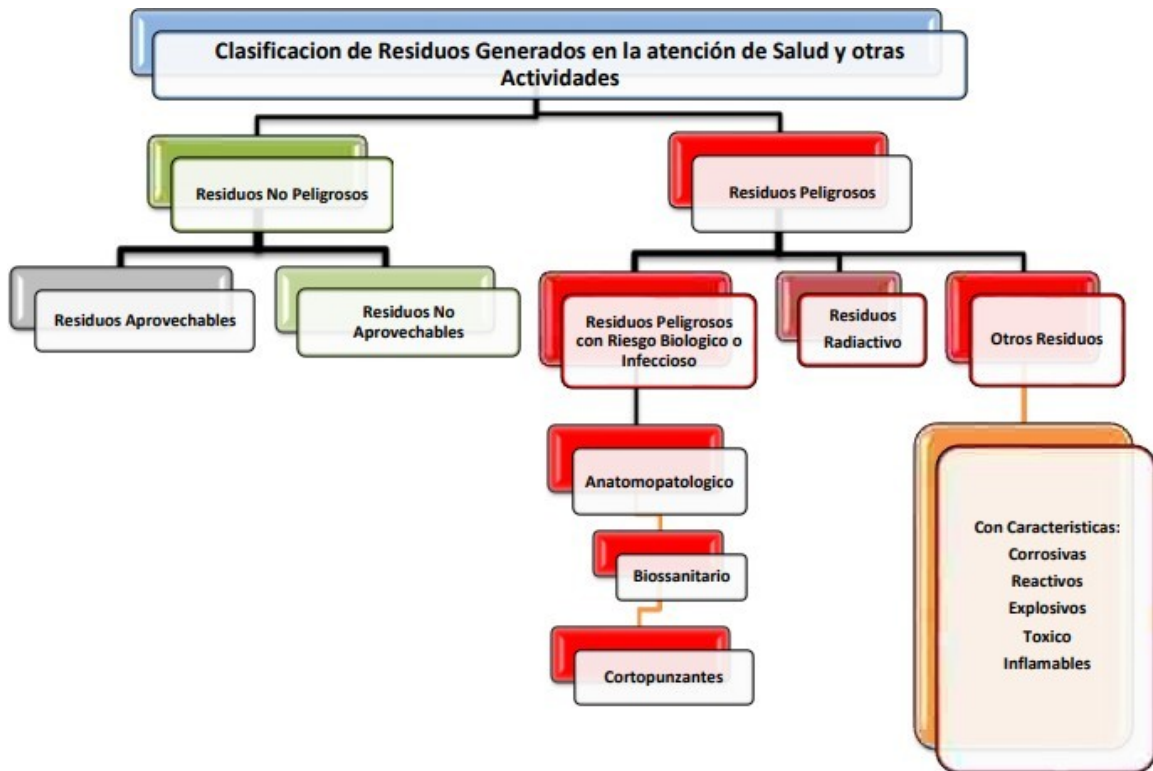 Clasificacion de Residuos Generados en la atención de Salud y otras
Actividades
Residuos No Peligrosos
Residuos Peligrosos
Residuos Aprovechables
Residuos No
Aprovechables
Residuos Peligrosos
con Riesgo Biologico o
Infeccioso
Residuos
Radiactivo
Otros Residuos
Anatomopatologico
Biossanitario
Cortopunzantes
Con Caracteristicas:
Corrosivas
Reactivos
Explosivos
Toxico
Inflamables